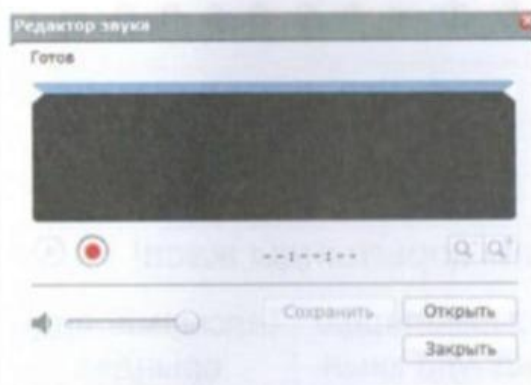 Редактор звука
Готов
--:--:--
Сохранить
Открыть
Закрыть